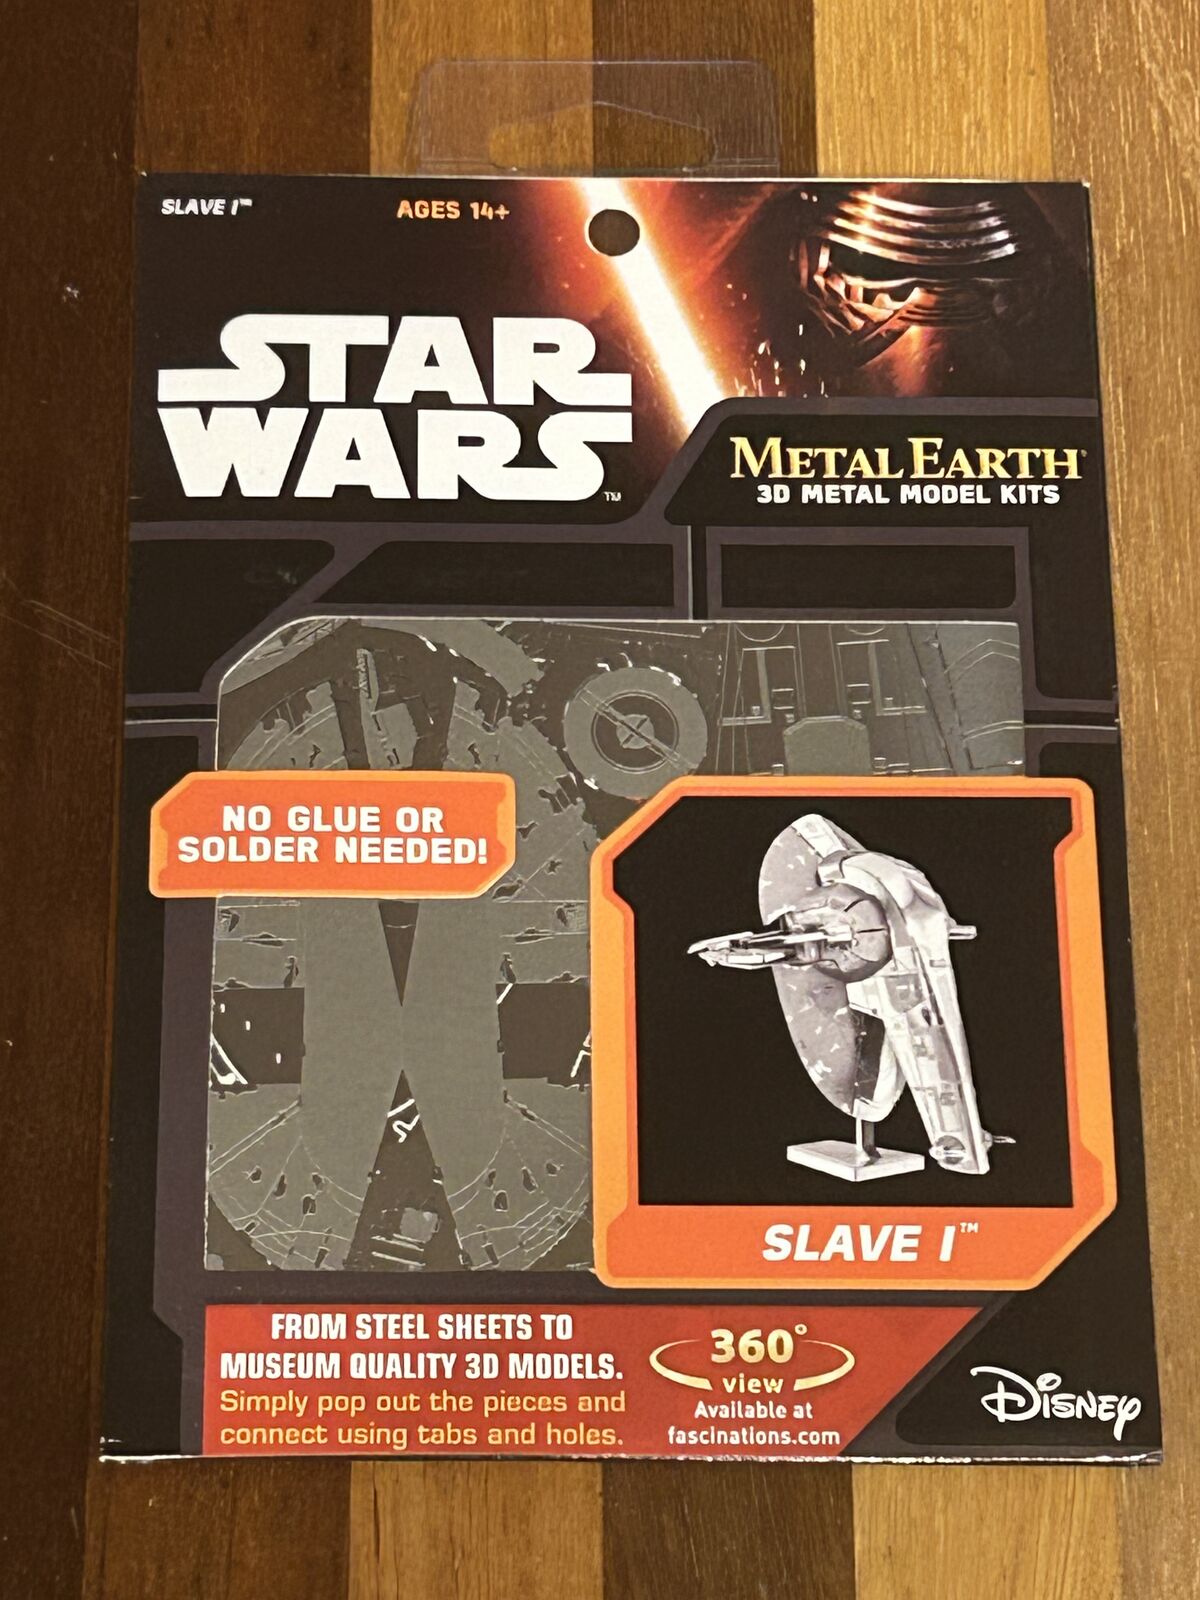 SLAVE I™
AGES 14+
STAR
WARS™
METAL EARTH®
3D METAL MODEL KITS
NO GLUE OR
SOLDER NEEDED!
SLAVE I™
FROM STEEL SHEETS TO
MUSEUM QUALITY 3D MODELS.
Simply pop out the pieces and
connect using tabs and holes.
360°
view
Available at
fascinations.com
DISNEY